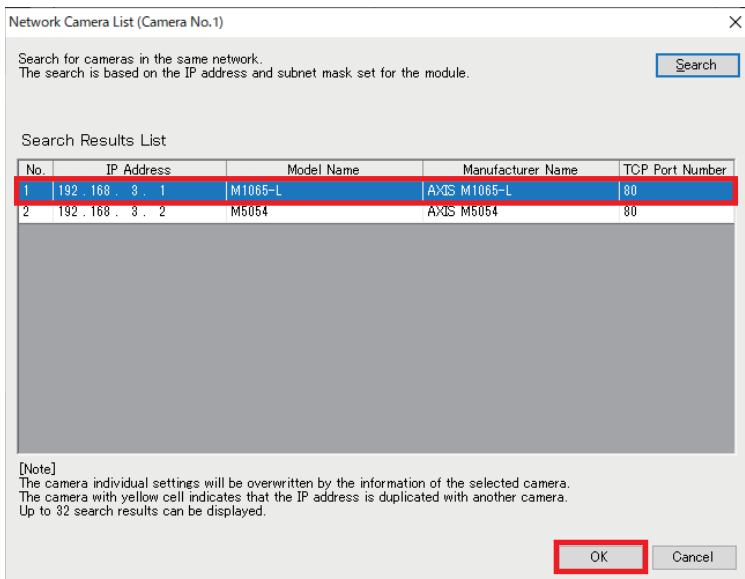 Network Camera List (Camera No.1)
Search for cameras in the same network.
The search is based on the IP address and subnet mask set for the module.
Search
Search Results List
No. IP Address Model Name Manufacturer Name TCP Port Number
1 192 . 168 . 3 . 1 M1065-L AXIS M1065-L 80
2 192 . 168 . 3 . 2 M5054 AXIS M5054 80
[Note]
The camera individual settings will be overwritten by the information of the selected camera.
The camera with yellow cell indicates that the IP address is duplicated with another camera.
Up to 32 search results can be displayed.
OK Cancel